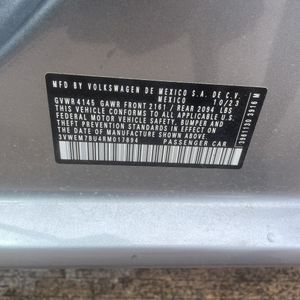 MFD BY VOLKSWAGEN DE MEXICO S.A. DE C.V.
MEXICO 10/23
GVWR 4145 GAWR FRONT 2161 / REAR 2094 LBS
THIS VEHICLE CONFORMS TO ALL APPLICABLE U.S.
FEDERAL MOTOR VEHICLE SAFETY, BUMPER AND
THEFT PREVENTION STANDARDS IN EFFECT ON
THE DATE OF MANUFACTURE SHOWN ABOVE.
3VWEM7BU4RM017894 PASSENGER CAR
3916 M